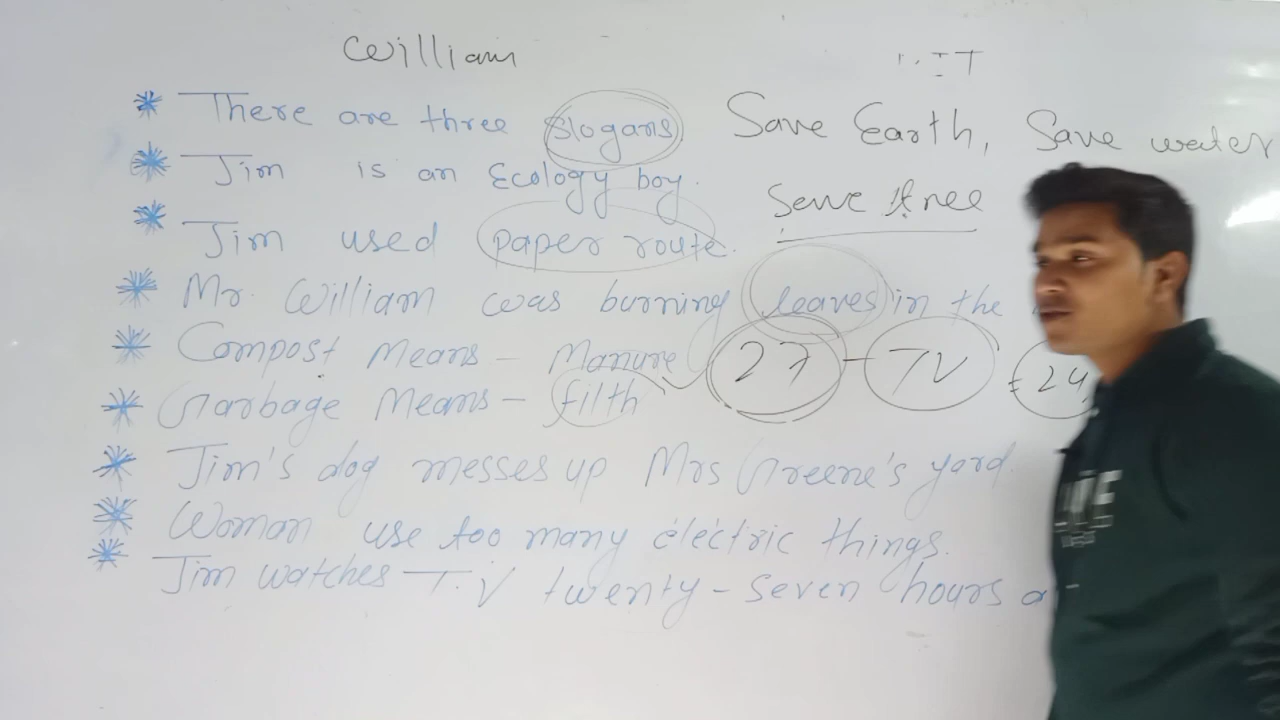 William
There are three slogans
Save Earth, Save water
Jim is an Ecology boy.
Save tree
Jim used paper route.
Mr. William was burning leaves in the
Compost Means - Manure
27 - TV
24
Garbage Means - filth
Jim's dog messes up Mrs Greene's yard.
Woman use too many electric things.
Jim watches T.V twenty-seven hours a